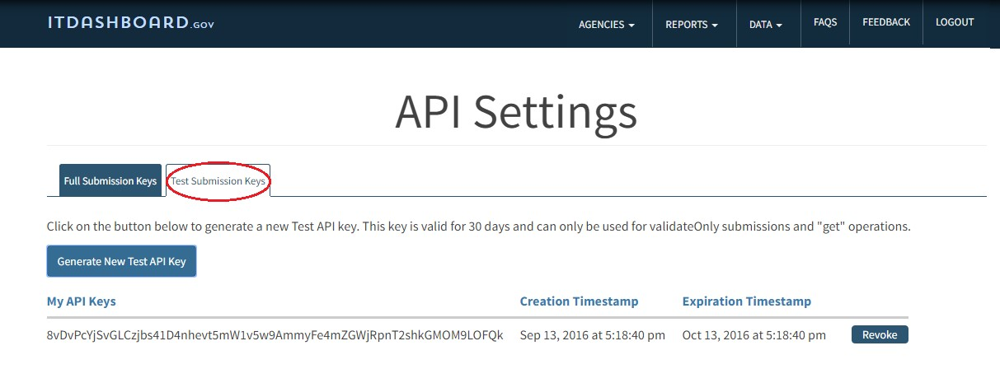 ITDASHBOARD.GOV AGENCIES REPORTS DATA FAQS FEEDBACK LOGOUT
API Settings
Full Submission Keys Test Submission Keys
Click on the button below to generate a new Test API key. This key is valid for 30 days and can only be used for validateOnly submissions and "get" operations.
Generate New Test API Key
My API Keys Creation Timestamp Expiration Timestamp
8vDvPcYjSvGLCzjbs41D4nhevt5mW1v5w9AmmyFe4mZGWjRpnT2shkGMOM9LOFQk Sep 13, 2016 at 5:18:40 pm Oct 13, 2016 at 5:18:40 pm Revoke